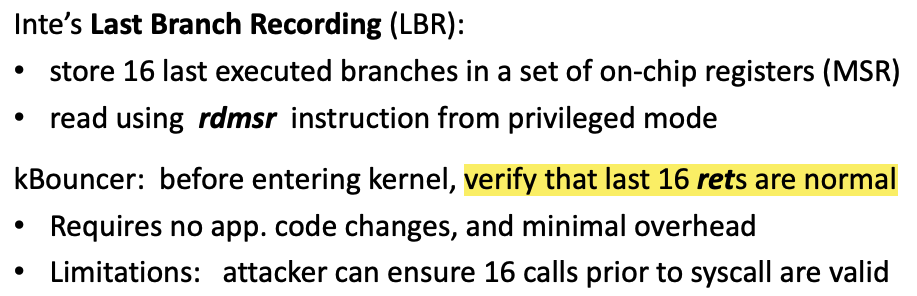 Inte's Last Branch Recording (LBR):
• store 16 last executed branches in a set of on-chip registers (MSR)
• read using rdmsr instruction from privileged mode
kBouncer: before entering kernel, verify that last 16 rets are normal
• Requires no app. code changes, and minimal overhead
• Limitations: attacker can ensure 16 calls prior to syscall are valid